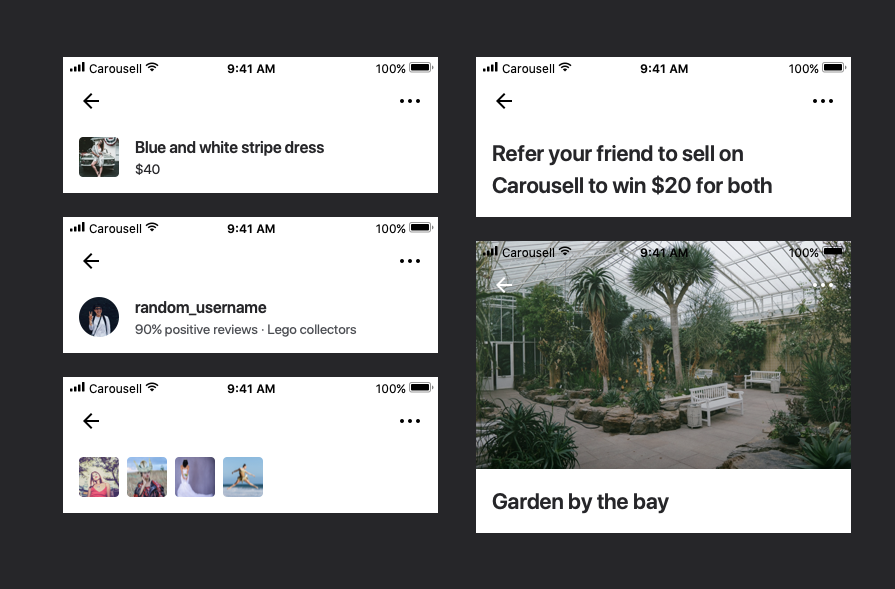 Carousell 9:41 AM 100%
Blue and white stripe dress
$40
Carousell 9:41 AM 100%
random_username
90% positive reviews · Lego collectors
Carousell 9:41 AM 100%
Carousell 9:41 AM 100%
Refer your friend to sell on
Carousell to win $20 for both
Carousell 9:41 AM 100%
Garden by the bay